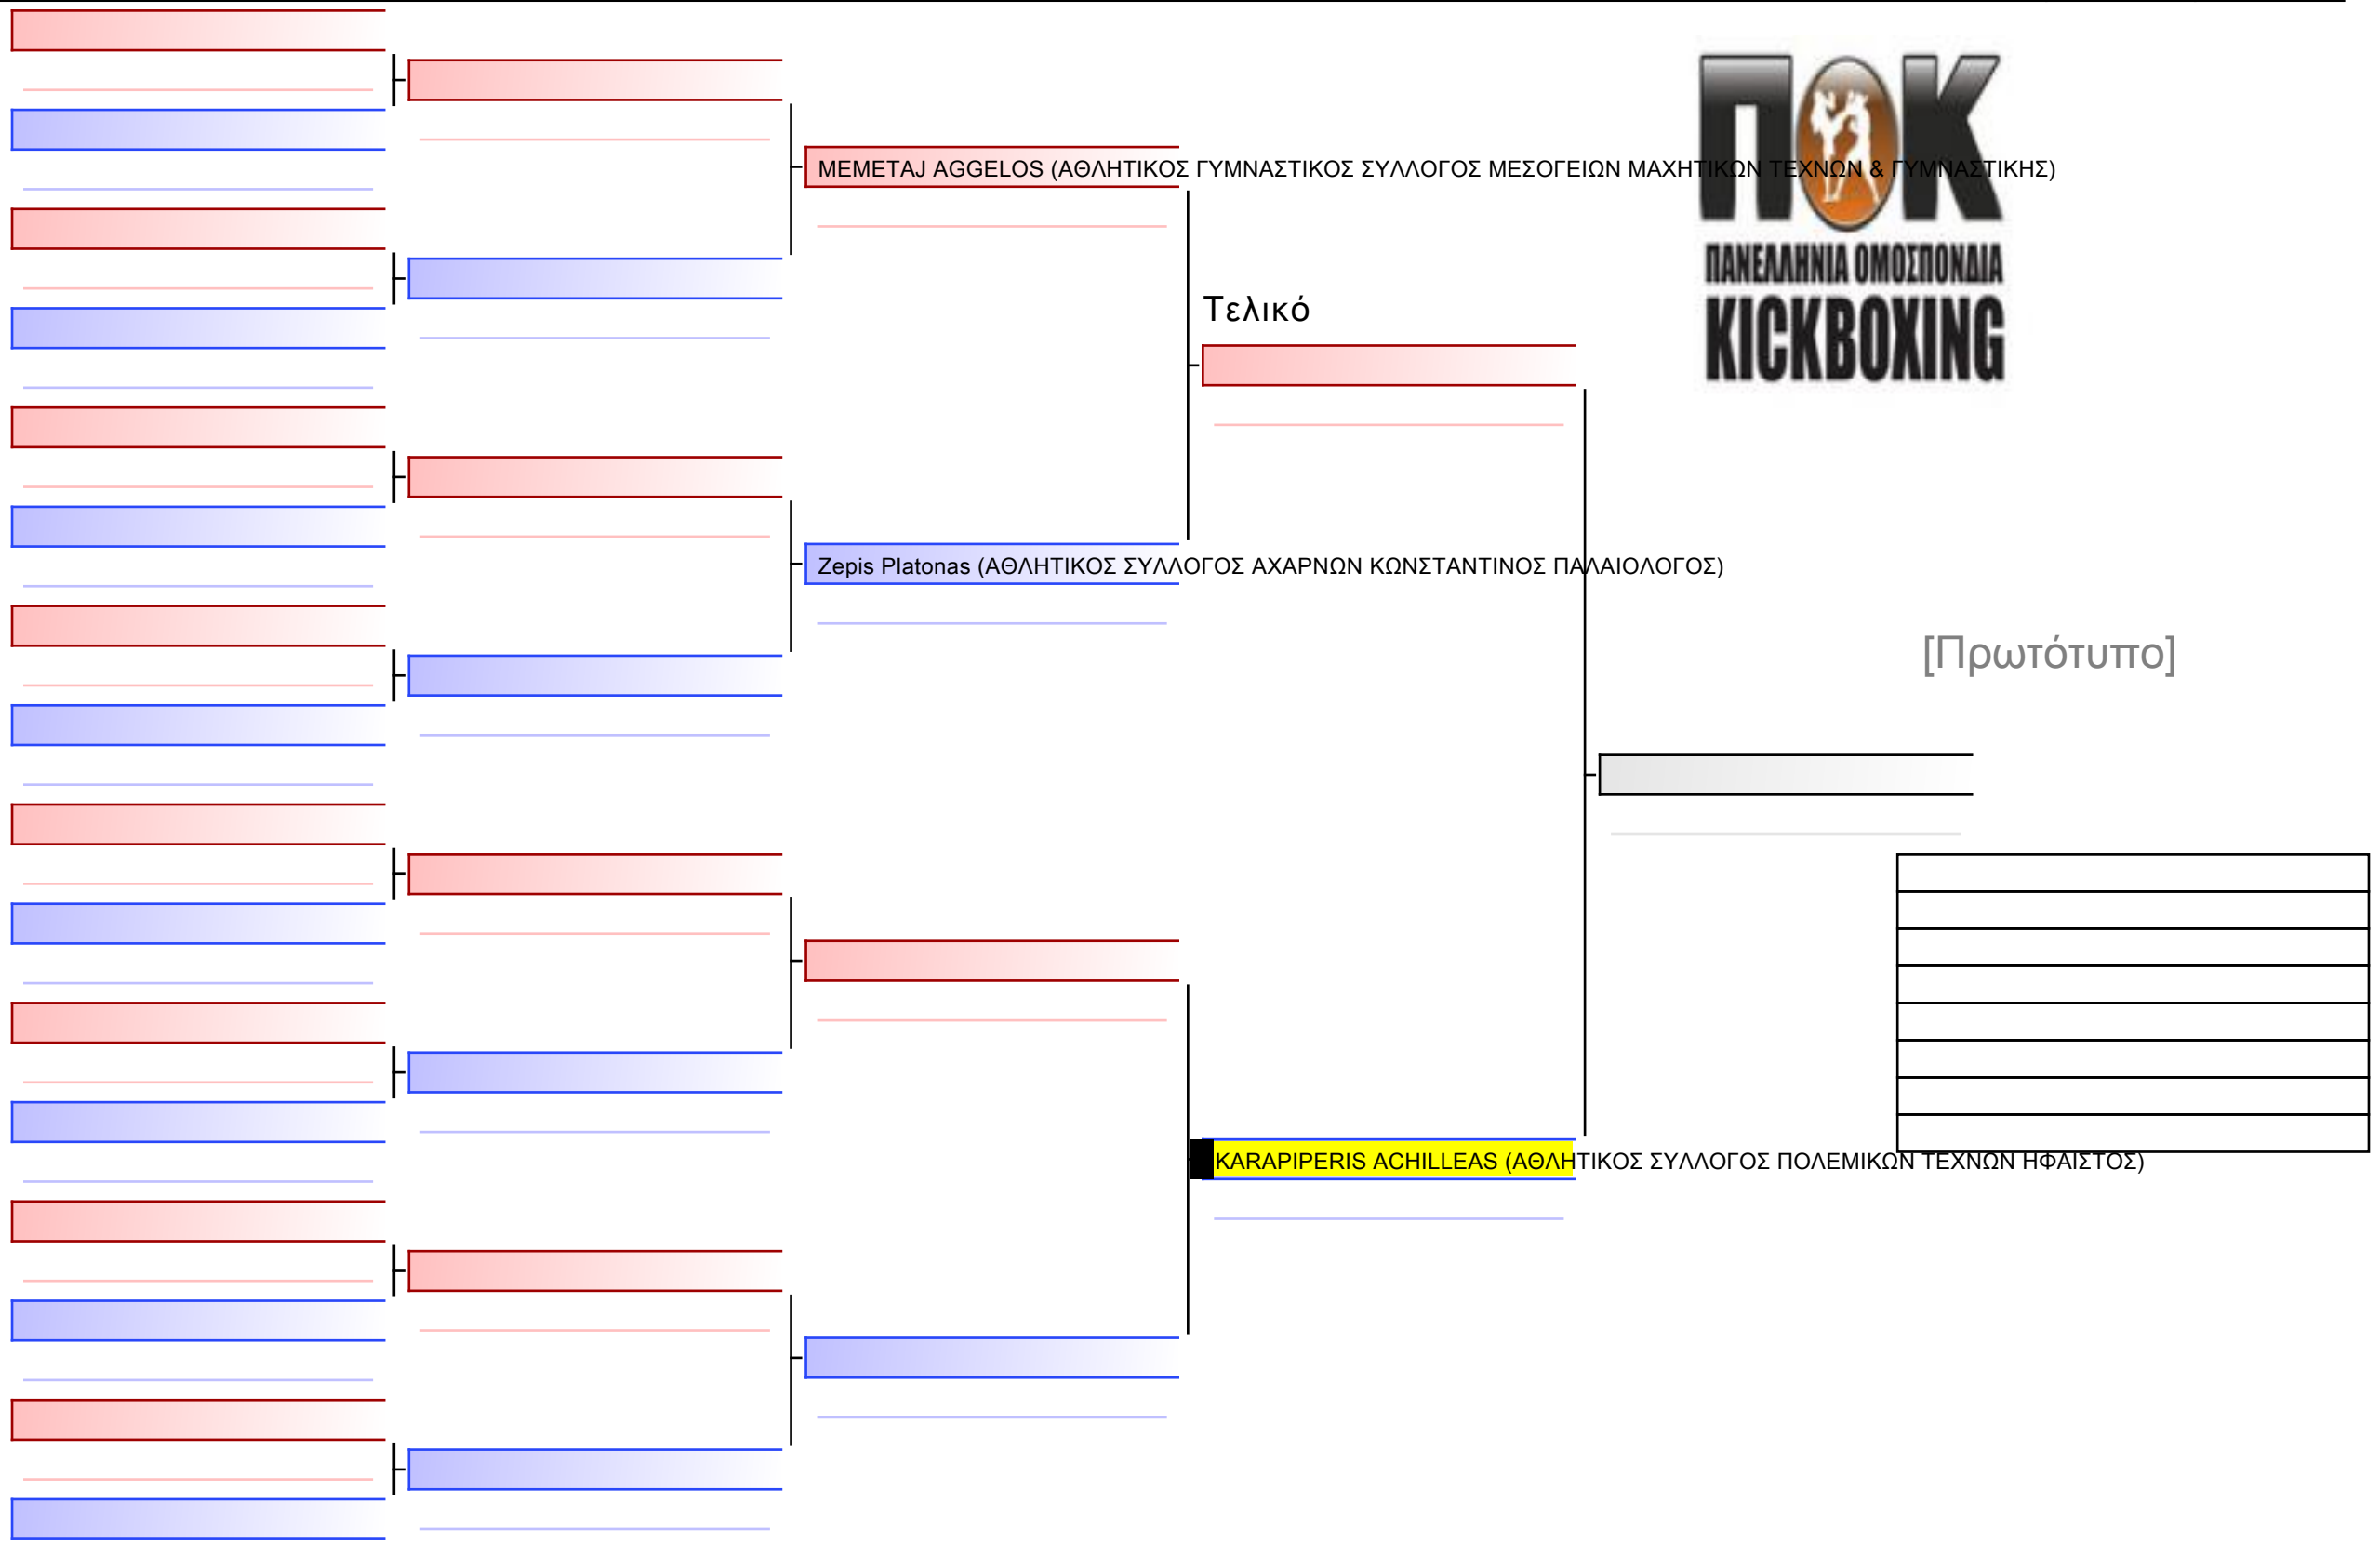 MEMETAJ AGGELOS (ΑΘΛΗΤΙΚΟΣ ΓΥΜΝΑΣΤΙΚΟΣ ΣΥΛΛΟΓΟΣ ΜΕΣΟΓΕΙΩΝ ΜΑΧΗΤΙΚΩΝ ΤΕΧΝΩΝ & ΓΥΜΝΑΣΤΙΚΗΣ)
ΠΟΚ
ΠΑΝΕΛΛΗΝΙΑ ΟΜΟΣΠΟΝΔΙΑ
KICKBOXING
Τελικό
Zepis Platonas (ΑΘΛΗΤΙΚΟΣ ΣΥΛΛΟΓΟΣ ΑΧΑΡΝΩΝ ΚΩΝΣΤΑΝΤΙΝΟΣ ΠΑΛΑΙΟΛΟΓΟΣ)
[Πρωτότυπο]
KARAPIPERIS ACHILLEAS (ΑΘΛΗΤΙΚΟΣ ΣΥΛΛΟΓΟΣ ΠΟΛΕΜΙΚΩΝ ΤΕΧΝΩΝ ΗΦΑΙΣΤΟΣ)